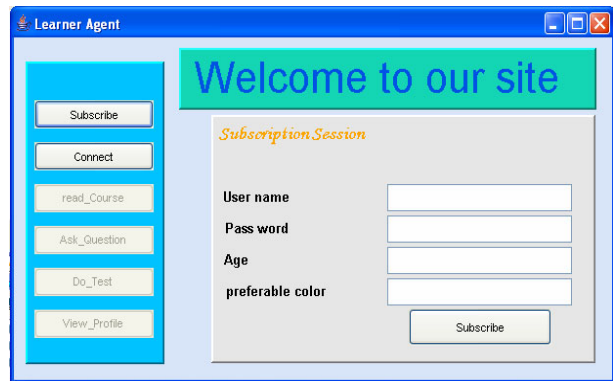 Learner Agent
Welcome to our site
Subscribe
Connect
read_Course
Ask_Question
Do_Test
View_Profile
Subscription Session
User name
Pass word
Age
preferable color
Subscribe